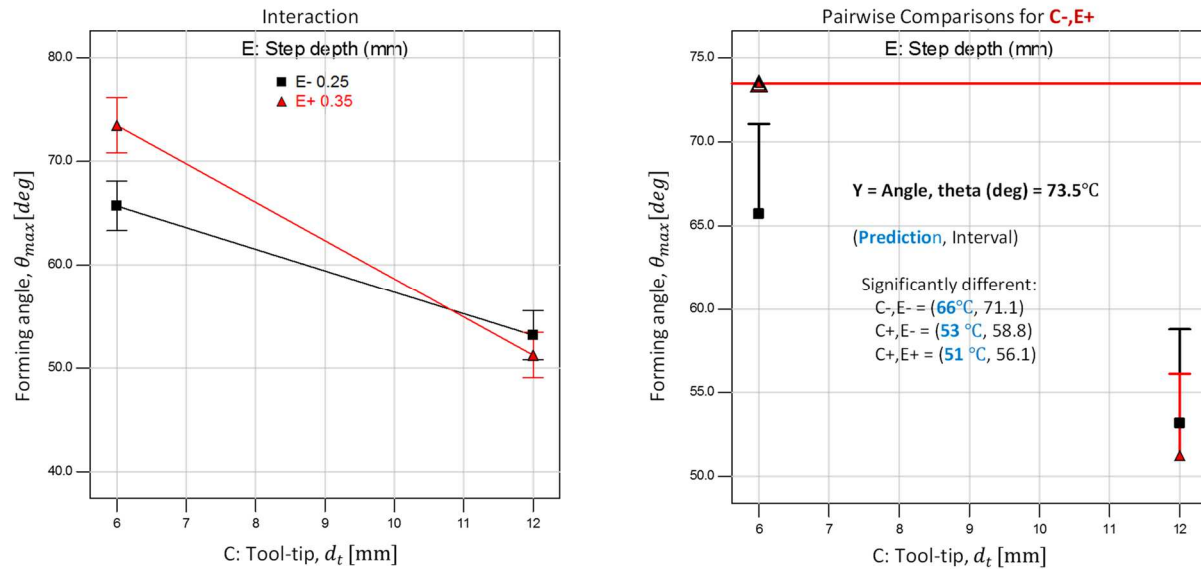 Interaction
E: Step depth (mm)
E- 0.25
E+ 0.35
80.0
70.0
60.0
50.0
40.0
Forming angle, θmax [deg]
6 7 8 9 10 11 12
C: Tool-tip, dt [mm]
Pairwise Comparisons for C-,E+
E: Step depth (mm)
75.0
70.0
65.0
60.0
55.0
50.0
Forming angle, θmax [deg]
Y = Angle, theta (deg) = 73.5℃
(Prediction, Interval)
Significantly different:
C-,E- = (66℃, 71.1)
C+,E- = (53 ℃, 58.8)
C+,E+ = (51 ℃, 56.1)
6 7 8 9 10 11 12
C: Tool-tip, dt [mm]